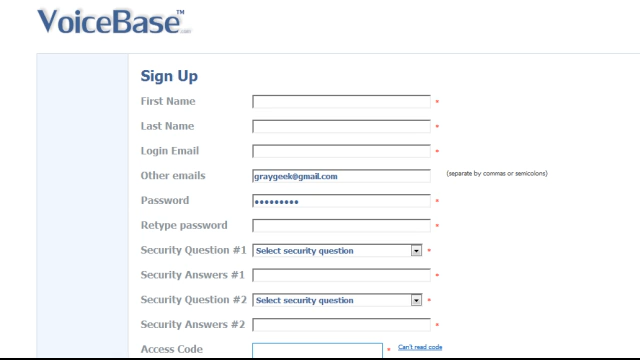 VoiceBase™
Sign Up
First Name *
Last Name *
Login Email *
Other emails graygeek@gmail.com (separate by commas or semicolons)
Password ••••••••• *
Retype password *
Security Question #1 Select security question *
Security Answers #1 *
Security Question #2 Select security question *
Security Answers #2 *
Access Code * Can't read code